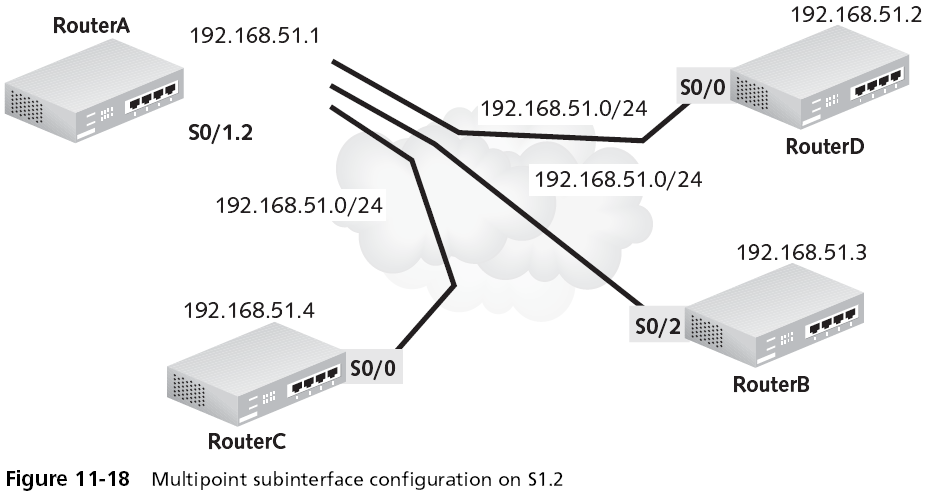 RouterA
192.168.51.1
S0/1.2
192.168.51.2
S0/0
RouterD
192.168.51.0/24
192.168.51.0/24
192.168.51.0/24
192.168.51.3
S0/2
RouterB
192.168.51.4
S0/0
RouterC
Figure 11-18 Multipoint subinterface configuration on S1.2